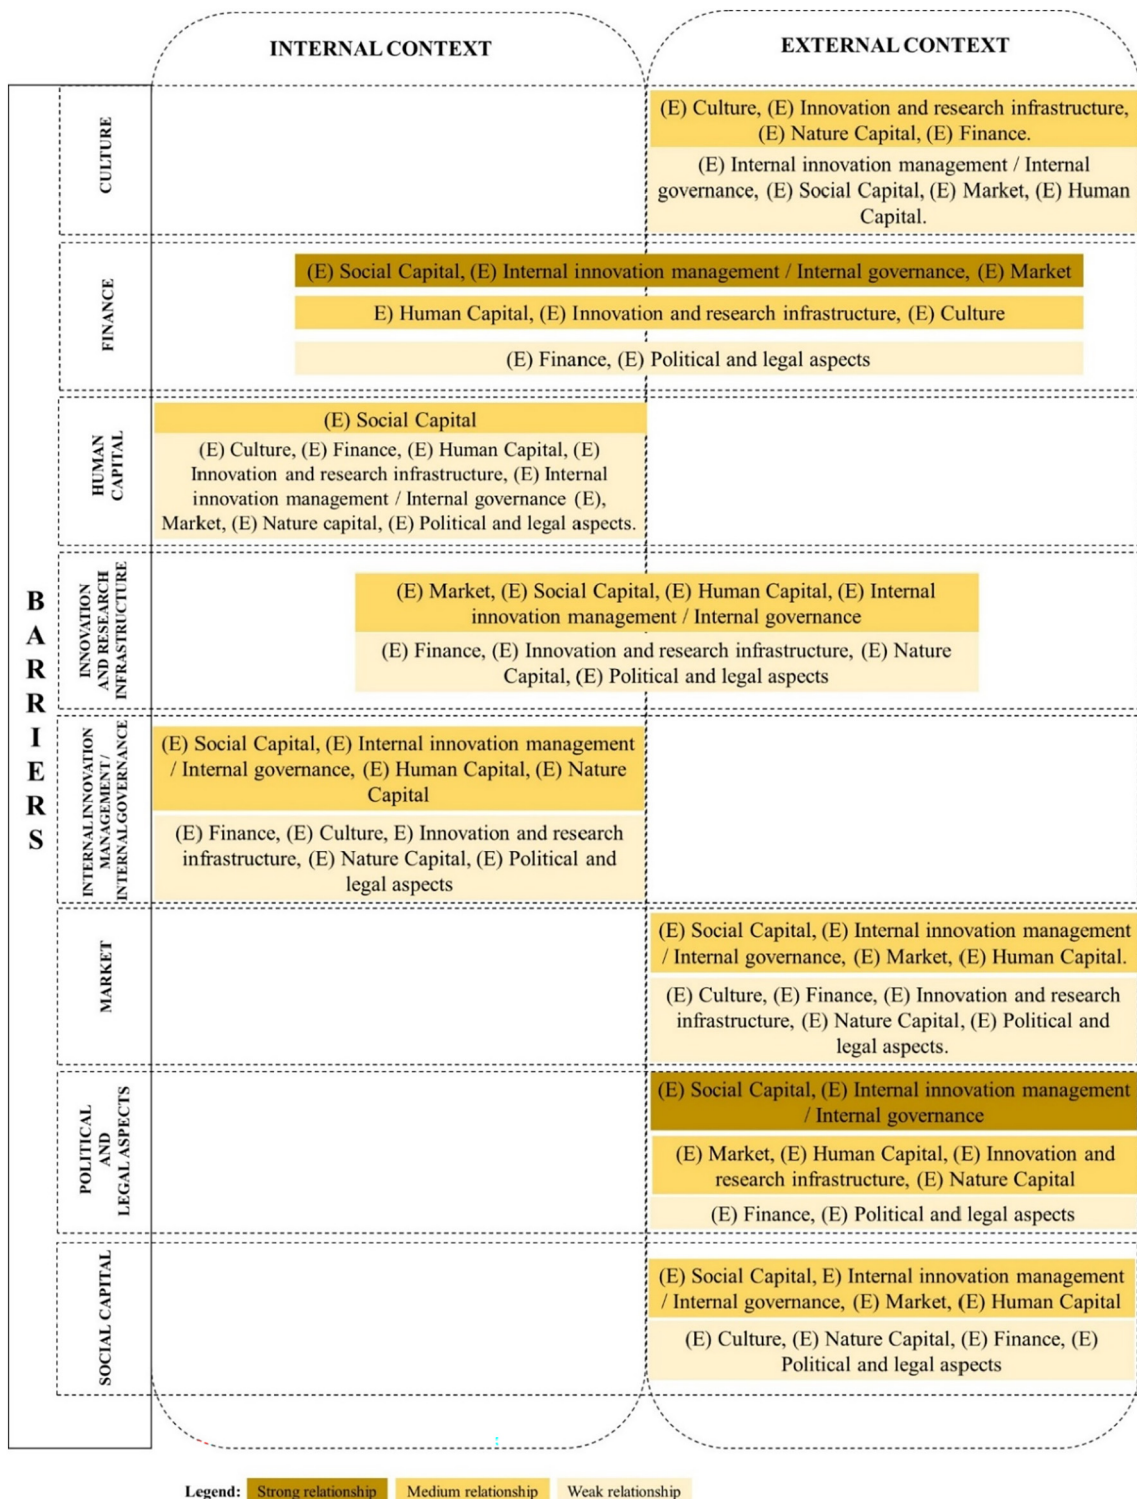 INTERNAL CONTEXT
EXTERNAL CONTEXT
BARRIERS
CULTURE
(E) Culture, (E) Innovation and research infrastructure,
(E) Nature Capital, (E) Finance.
(E) Internal innovation management / Internal
governance, (E) Social Capital, (E) Market, (E) Human
Capital.
FINANCE
(E) Social Capital, (E) Internal innovation management / Internal governance, (E) Market
E) Human Capital, (E) Innovation and research infrastructure, (E) Culture
(E) Finance, (E) Political and legal aspects
HUMAN
CAPITAL
(E) Social Capital
(E) Culture, (E) Finance, (E) Human Capital, (E)
Innovation and research infrastructure, (E) Internal
innovation management / Internal governance (E),
Market, (E) Nature capital, (E) Political and legal aspects.
INNOVATION
AND RESEARCH
INFRASTRUCTURE
(E) Market, (E) Social Capital, (E) Human Capital, (E) Internal
innovation management / Internal governance
(E) Finance, (E) Innovation and research infrastructure, (E) Nature
Capital, (E) Political and legal aspects
INTERNAL INNOVATION
MANAGEMENT /
INTERNAL GOVERNANCE
(E) Social Capital, (E) Internal innovation management
/ Internal governance, (E) Human Capital, (E) Nature
Capital
(E) Finance, (E) Culture, E) Innovation and research
infrastructure, (E) Nature Capital, (E) Political and
legal aspects
MARKET
(E) Social Capital, (E) Internal innovation management
/ Internal governance, (E) Market, (E) Human Capital.
(E) Culture, (E) Finance, (E) Innovation and research
infrastructure, (E) Nature Capital, (E) Political and
legal aspects.
POLITICAL
AND
LEGAL ASPECTS
(E) Social Capital, (E) Internal innovation management
/ Internal governance
(E) Market, (E) Human Capital, (E) Innovation and
research infrastructure, (E) Nature Capital
(E) Finance, (E) Political and legal aspects
SOCIAL CAPITAL
(E) Social Capital, E) Internal innovation management
/ Internal governance, (E) Market, (E) Human Capital
(E) Culture, (E) Nature Capital, (E) Finance, (E)
Political and legal aspects
Legend: Strong relationship Medium relationship Weak relationship